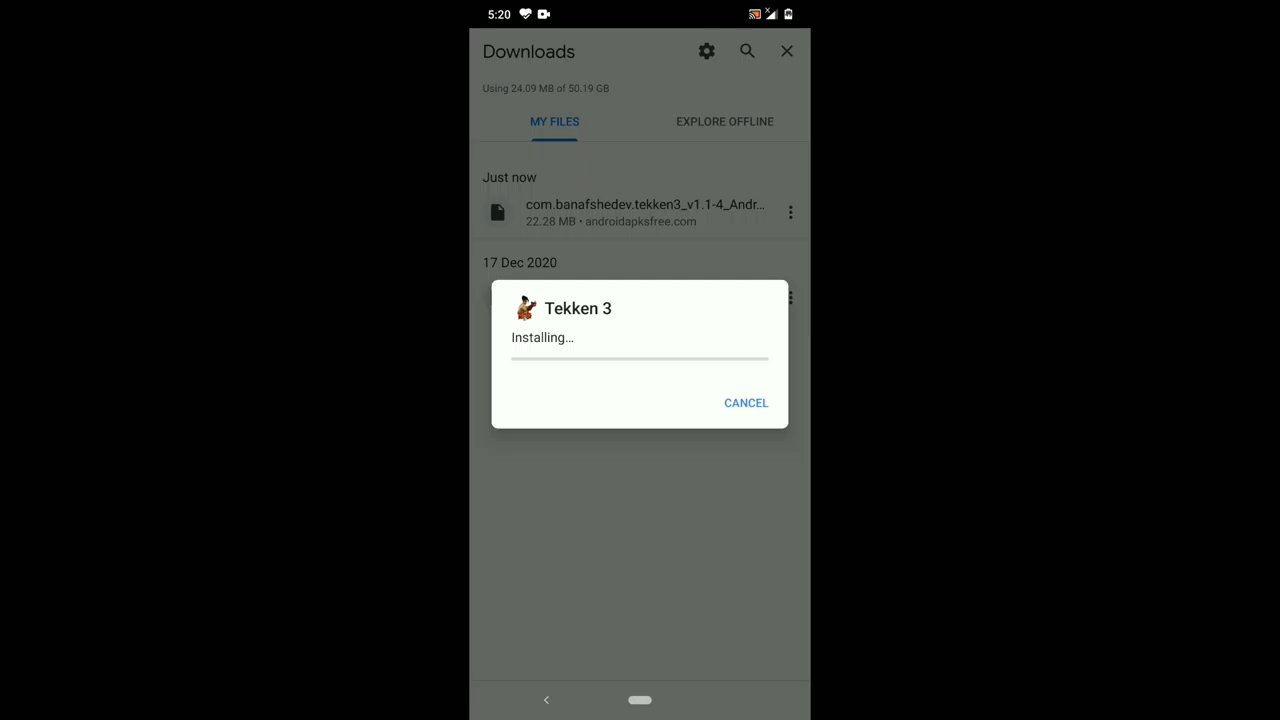 5:20
Downloads
Using 24.09 MB of 50.19 GB
MY FILES
EXPLORE OFFLINE
Just now
com.banafshedev.tekken3_v1.1-4_Andr...
22.28 MB • androidapksfree.com
17 Dec 2020
Tekken 3
Installing...
CANCEL